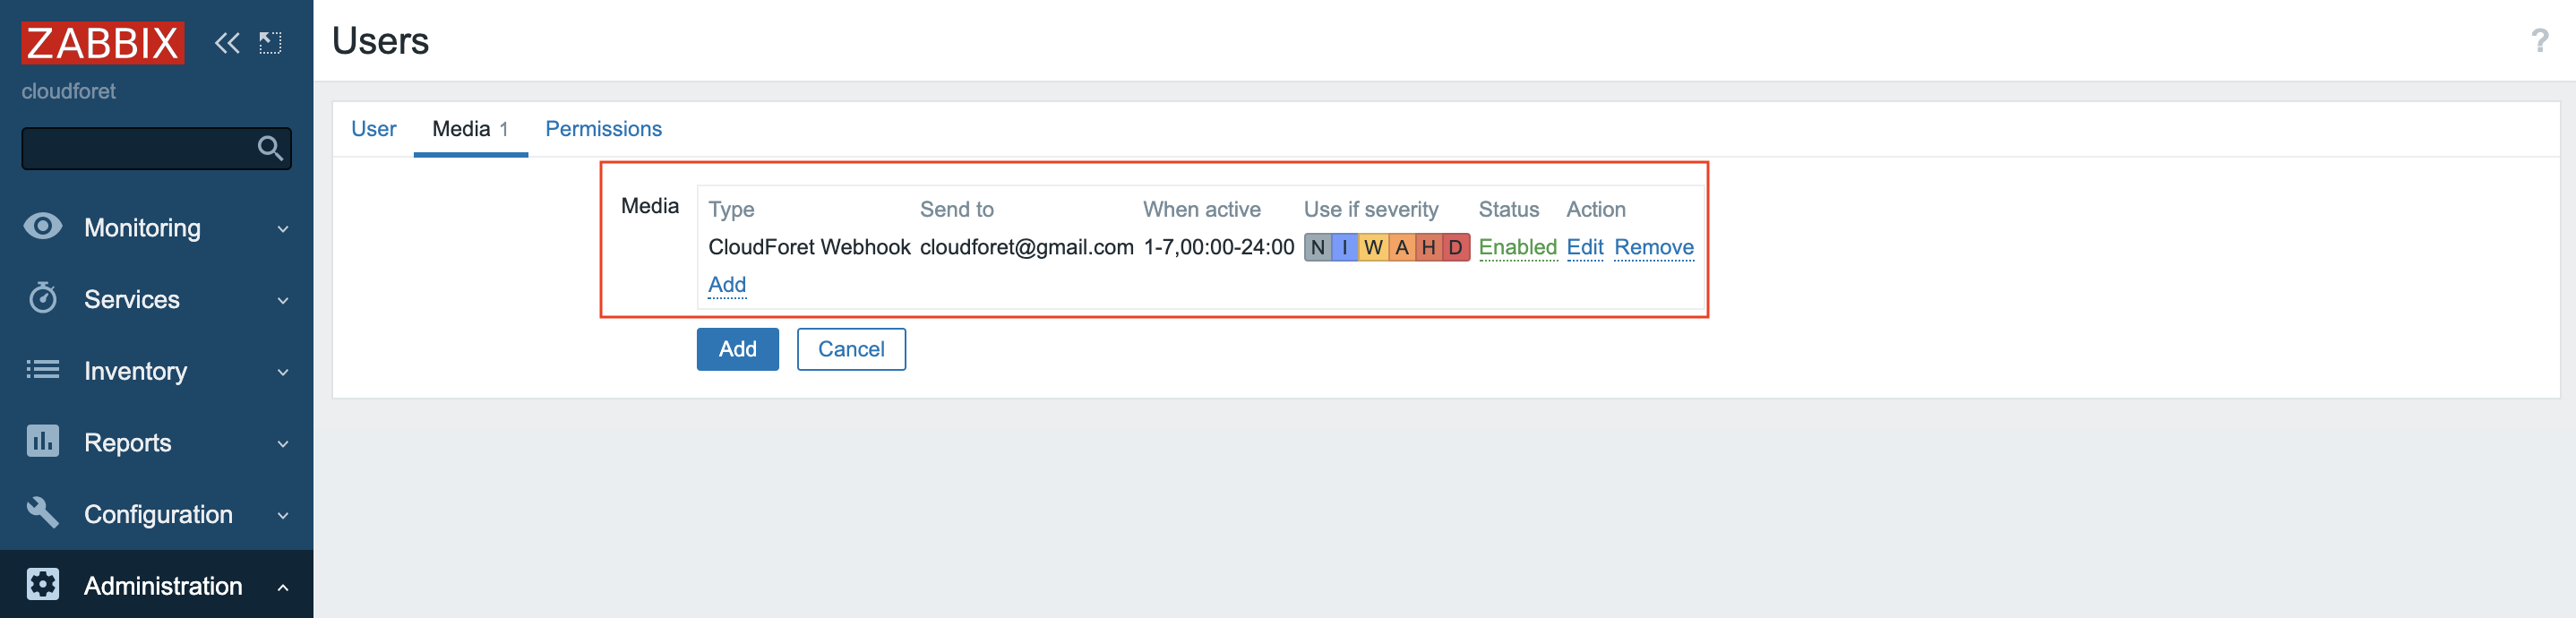 ZABBIX
cloudforet
Monitoring
Services
Inventory
Reports
Configuration
Administration
Users
?
User Media 1 Permissions
Media
Type Send to When active Use if severity Status Action
CloudForet Webhook cloudforet@gmail.com 1-7,00:00-24:00 N I W A H D Enabled Edit Remove
Add
Add Cancel